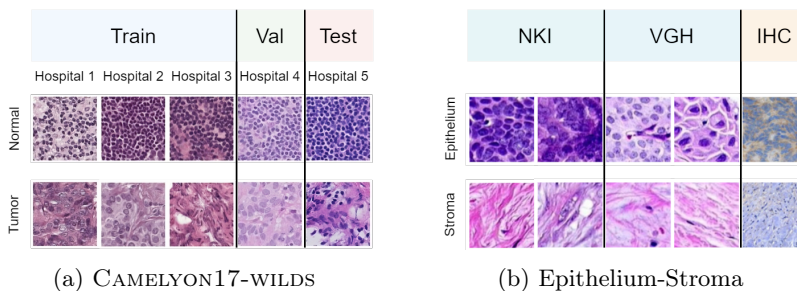 Train Val Test
Hospital 1 Hospital 2 Hospital 3 Hospital 4 Hospital 5
Normal
Tumor
(a) CAMELYON17-WILDS
NKI VGH IHC
Epithelium
Stroma
(b) Epithelium-Stroma